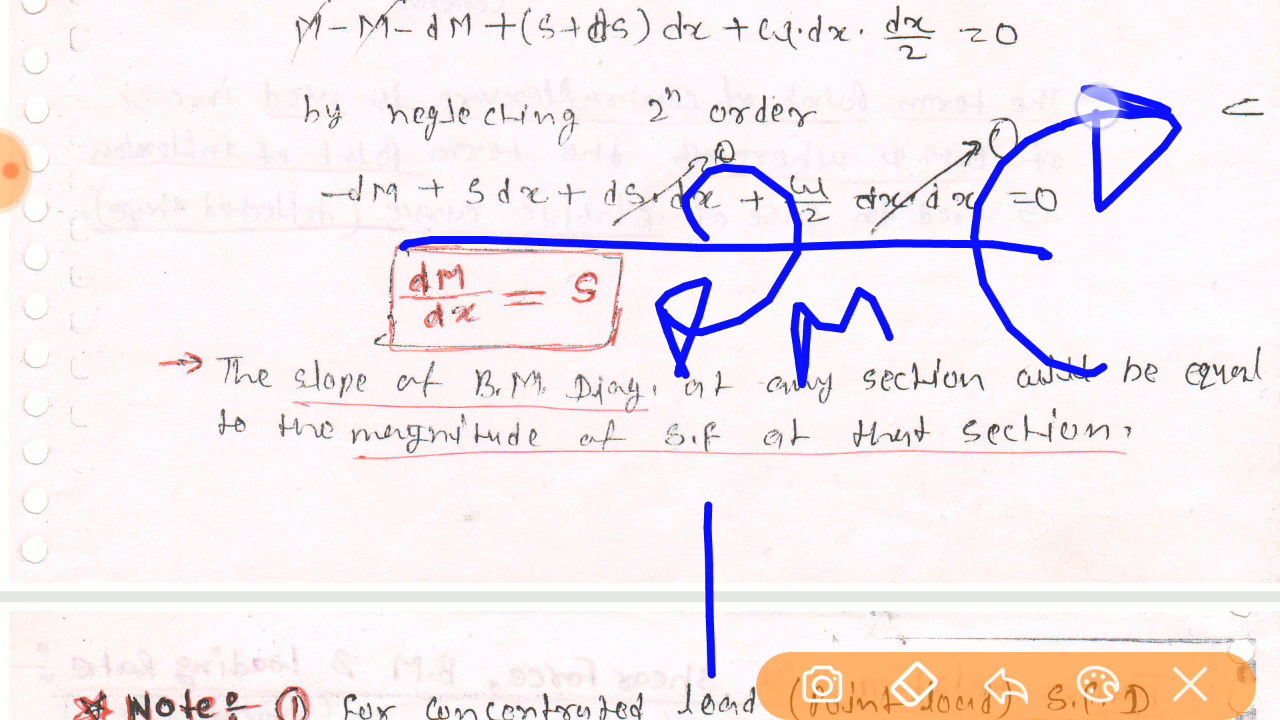 M - M - dM + (S + ds) dx + w.dx. dx/2 = 0
by neglecting 2ⁿ order
-dM + S dx + ds. dx + w/2 dx. dx = 0
dM/dx = S
→ The slope of B.M. Diag. at any section will be equal
to the magnitude of S.F at that section.
* Note:- ① For concentrated load (Point load) S.F.D